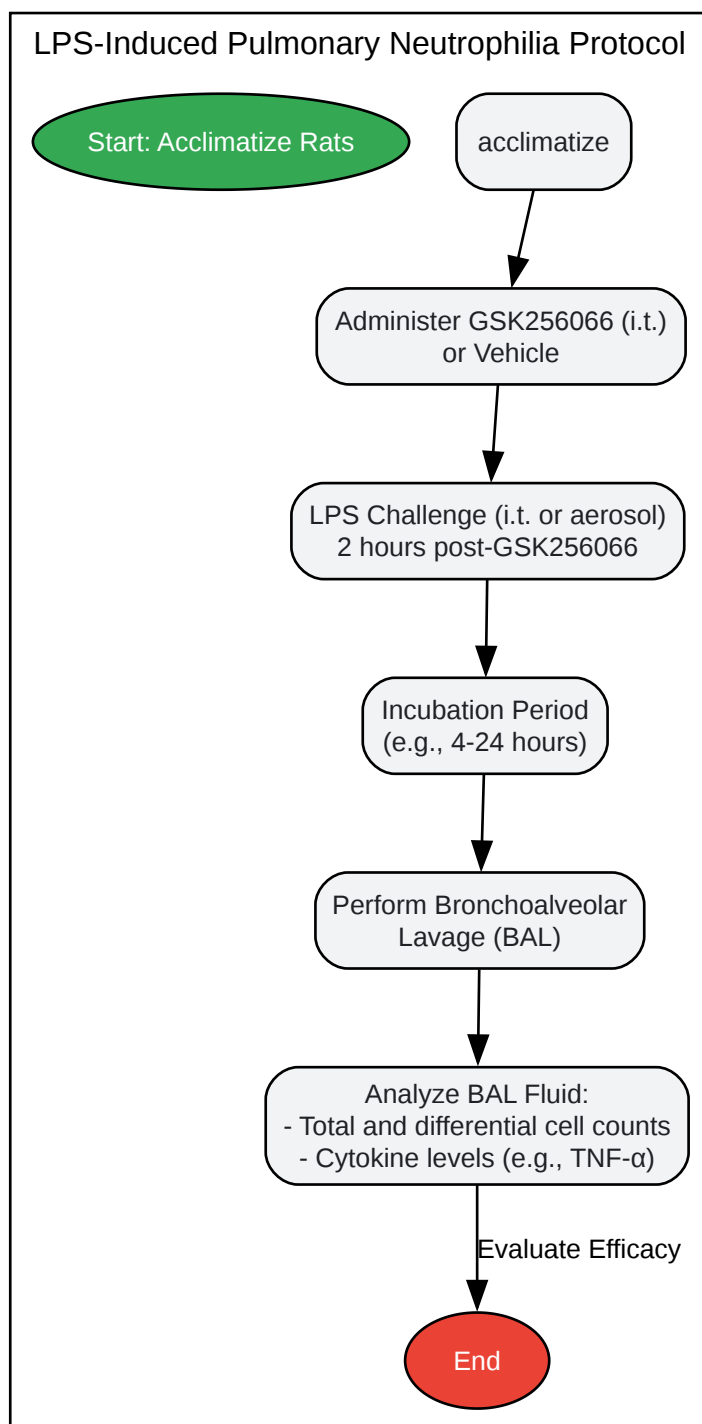 LPS-Induced Pulmonary Neutrophilia Protocol
Start: Acclimatize Rats
acclimatize
Administer GSK256066 (i.t.)
or Vehicle
LPS Challenge (i.t. or aerosol)
2 hours post-GSK256066
Incubation Period
(e.g., 4-24 hours)
Perform Bronchoalveolar
Lavage (BAL)
Analyze BAL Fluid:
- Total and differential cell counts
- Cytokine levels (e.g., TNF-α)
Evaluate Efficacy
End